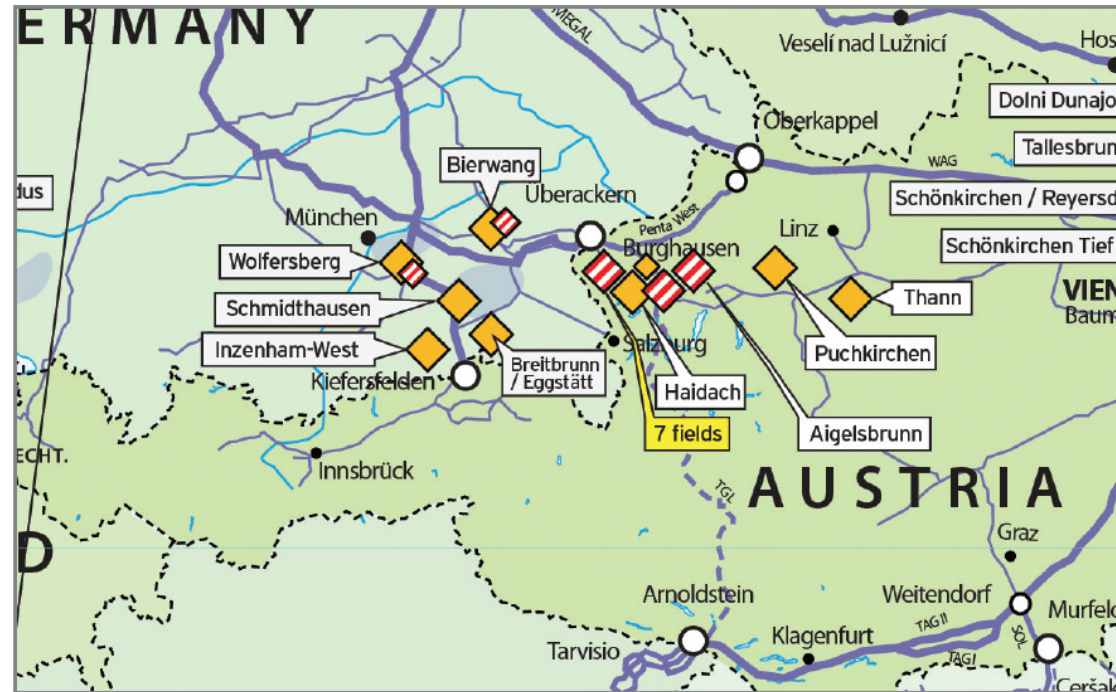 ERMANY
MEGAL
Veselí nad Lužnicí
Hos
Dolni Dunajo
Oberkappel
Tallesbrun
Bierwang
WAG
dus
Überackern
Schönkirchen / Reyersd
München
Penta West
Linz
Burghausen
Schönkirchen Tief
Wolfersberg
Thann
VIEN
Schmidthausen
Baum
Inzenham-West
Salzburg
Puchkirchen
Breitbrunn
/ Eggstätt
Kiefersfelden
Haidach
7 fields
Aigelsbrunn
ECHT.
Innsbrück
AUSTRIA
TGL
D
Graz
Arnoldstein
Weitendorf
Murfeld
TAG II
Klagenfurt
SOL
Tarvisio
TAG I
Ceršak